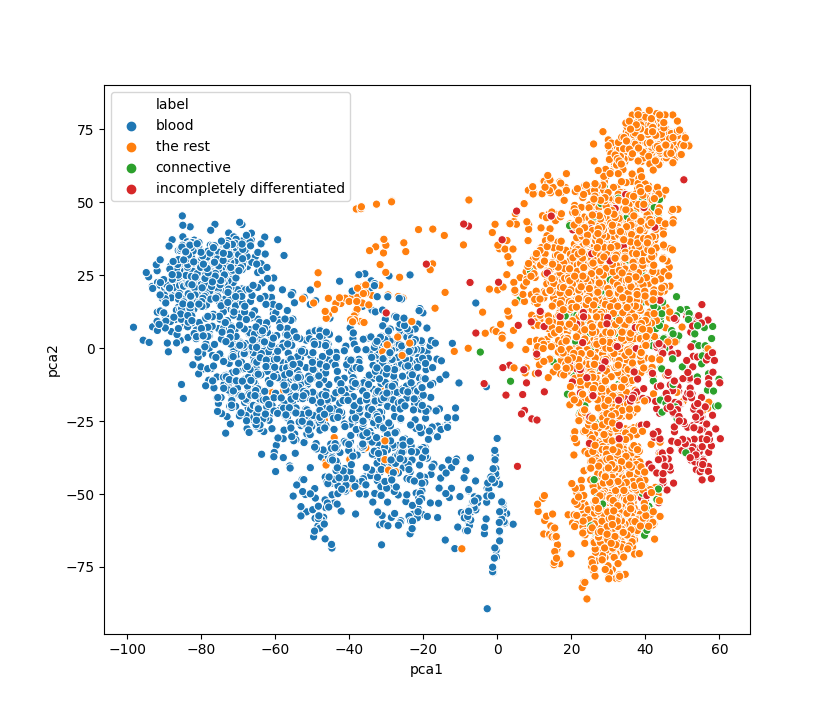 label
blood
the rest
connective
incompletely differentiated
75
50
25
0
−25
−50
−75
pca2
−100
−80
−60
−40
−20
0
20
40
60
pca1